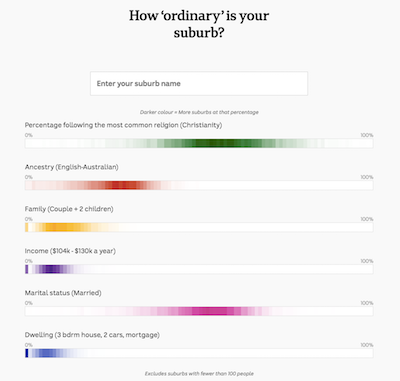 How ‘ordinary’ is your
suburb?
Enter your suburb name
Darker colour = More suburbs at that percentage
Percentage following the most common religion (Christianity)
0% 100%
Ancestry (English-Australian)
0% 100%
Family (Couple + 2 children)
0% 100%
Income ($104k - $130k a year)
0% 100%
Marital status (Married)
0% 100%
Dwelling (3 bdrm house, 2 cars, mortgage)
0% 100%
Excludes suburbs with fewer than 100 people